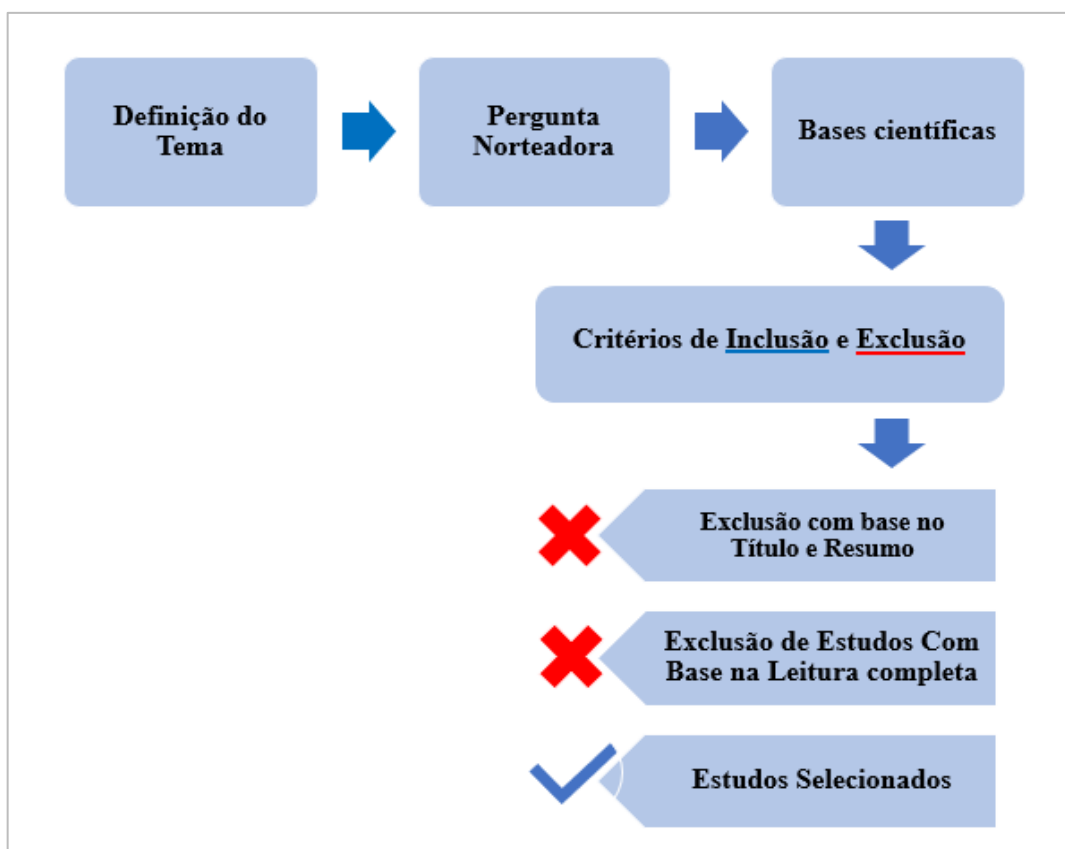 Definição do
Tema
Pergunta
Norteadora
Bases científicas
Critérios de Inclusão e Exclusão
Exclusão com base no
Título e Resumo
Exclusão de Estudos Com
Base na Leitura completa
Estudos Selecionados